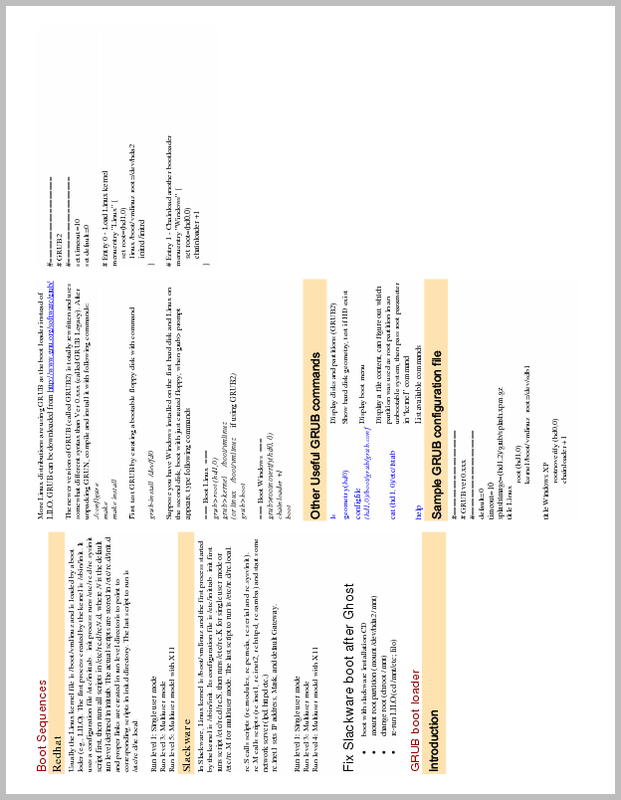 Boot Sequences
Redhat
Usually the Linux kernel file is /boot/vmlinuz and is loaded by a boot
loder (e.g., LILO). The first process created by the kernel is /sbin/init. It
uses a configuration file /etc/inittab. Init process runs /etc/rc.d/rc.sysinit
script first, then runs all scripts in /etc/rc.d/rcN.d, where N is the default
run level defined in inittab. The actual scripts are stored in /etc/rc.d/init.d
and proper links are created in run level directoris to point to
corresponding scripts in init.d directory. The last script to run is
/etc/rc.d/rc.local
Run level 1: Single user mode
Run level 3: Multiuser mode
Run level 5: Multiuser model with X11
Slackware
In Slackware, Linux kernel is /boot/vmlinuz and the first process started
by the kernel is /sbin/init. Its configuration file is /etc/inittab. init first
runs script /etc/rc.d/rc.S, then runs /etc/rc.K for single user mode or
/etc/rc.M for multiuser mode. The last script to run is /etc/rc.d/rc.local.
rc.S calls scripts (rc.modules, rc.pcmcia, rc.serial and rc.sysvinit).
rc.M calls scripts (rc.inet1, rc.inet2, rc.httpd, rc.samba) and start some
network server(lpd, httpd etc.)
rc.inet1 sets IP address, Mask, and default Gateway.
Run level 1: Single user mode
Run level 3: Multiuser mode
Run level 4: Multiuser model with X11
Fix Slackware boot after Ghost
• boot with slackware installation CD
• mount root partition (mount /dev/hda2 /mnt)
• change root (chroot /mnt)
• re-run LILO(lcd /mnt/etc; lilo)
GRUB boot loader
Introduction
More Linux distributions are using GRUB as the boot loader instead of
LILO. GRUB can be downloaded from http://www.gnu.org/software/grub/
The newer version of GRUB (called GRUB2) is totally rewritten and uses
somewhat different syntax than Ver 0.xxx (called GRUB Legacy). After
unpacking GRUX, compile and install it with following commands:
./configure
make
make install
First test GRUB by creating a bootable floppy disk with command
grub-install /dev/fd0
Suppose you have Windows installed on the first hard disk and Linux on
the second disk, boot with just created floppy, when grub> prompt
appears, type following commands
=== Boot Linux ===
grub>root (hd1,0)
grub>kernel /boot/vmlinuz
(or linux /boot/vmlinuz if using GRUB2)
grub>boot
=== Boot Windows ===
grub>rootnoverify(hd0,0)
chainloader +1
boot
Other Useful GRUB commands
ls Display disks and partitions (GRUB2)
geometry(hd0) Show hard disk geometry, test if HD exist
configfile Display boot menu
(hd1,0)/boot/grub/grub.conf
cat (hd1,0)/etc/mtab Display a file content, can figure out which
partition was used as root partition in an
unbootable system, then pass root parameter
in "kernel" command
help List available commands
Sample GRUB configuration file
#================
# GRUB ver 0.xxx
#================
default=0
timeout=10
splashimage=(hd1,2)/grub/splash.xpm.gz
title Linux
root (hd1,0)
kernel /boot/vmlinuz root=/dev/hdb1
title Windows XP
rootnoverify (hd0,0)
chainloader +1
#================
# GRUB2
#================
set timeout=10
set default=0
# Entry 0 - Load Linux kernel
menuentry "Linux" {
set root=(hd1,0)
linux /boot/vmlinuz root=/dev/hda2
initrd /initrd
}
# Entry 1 - Chainload another bootloader
menuentry "Windows" {
set root=(hd0,0)
chainloader +1
}